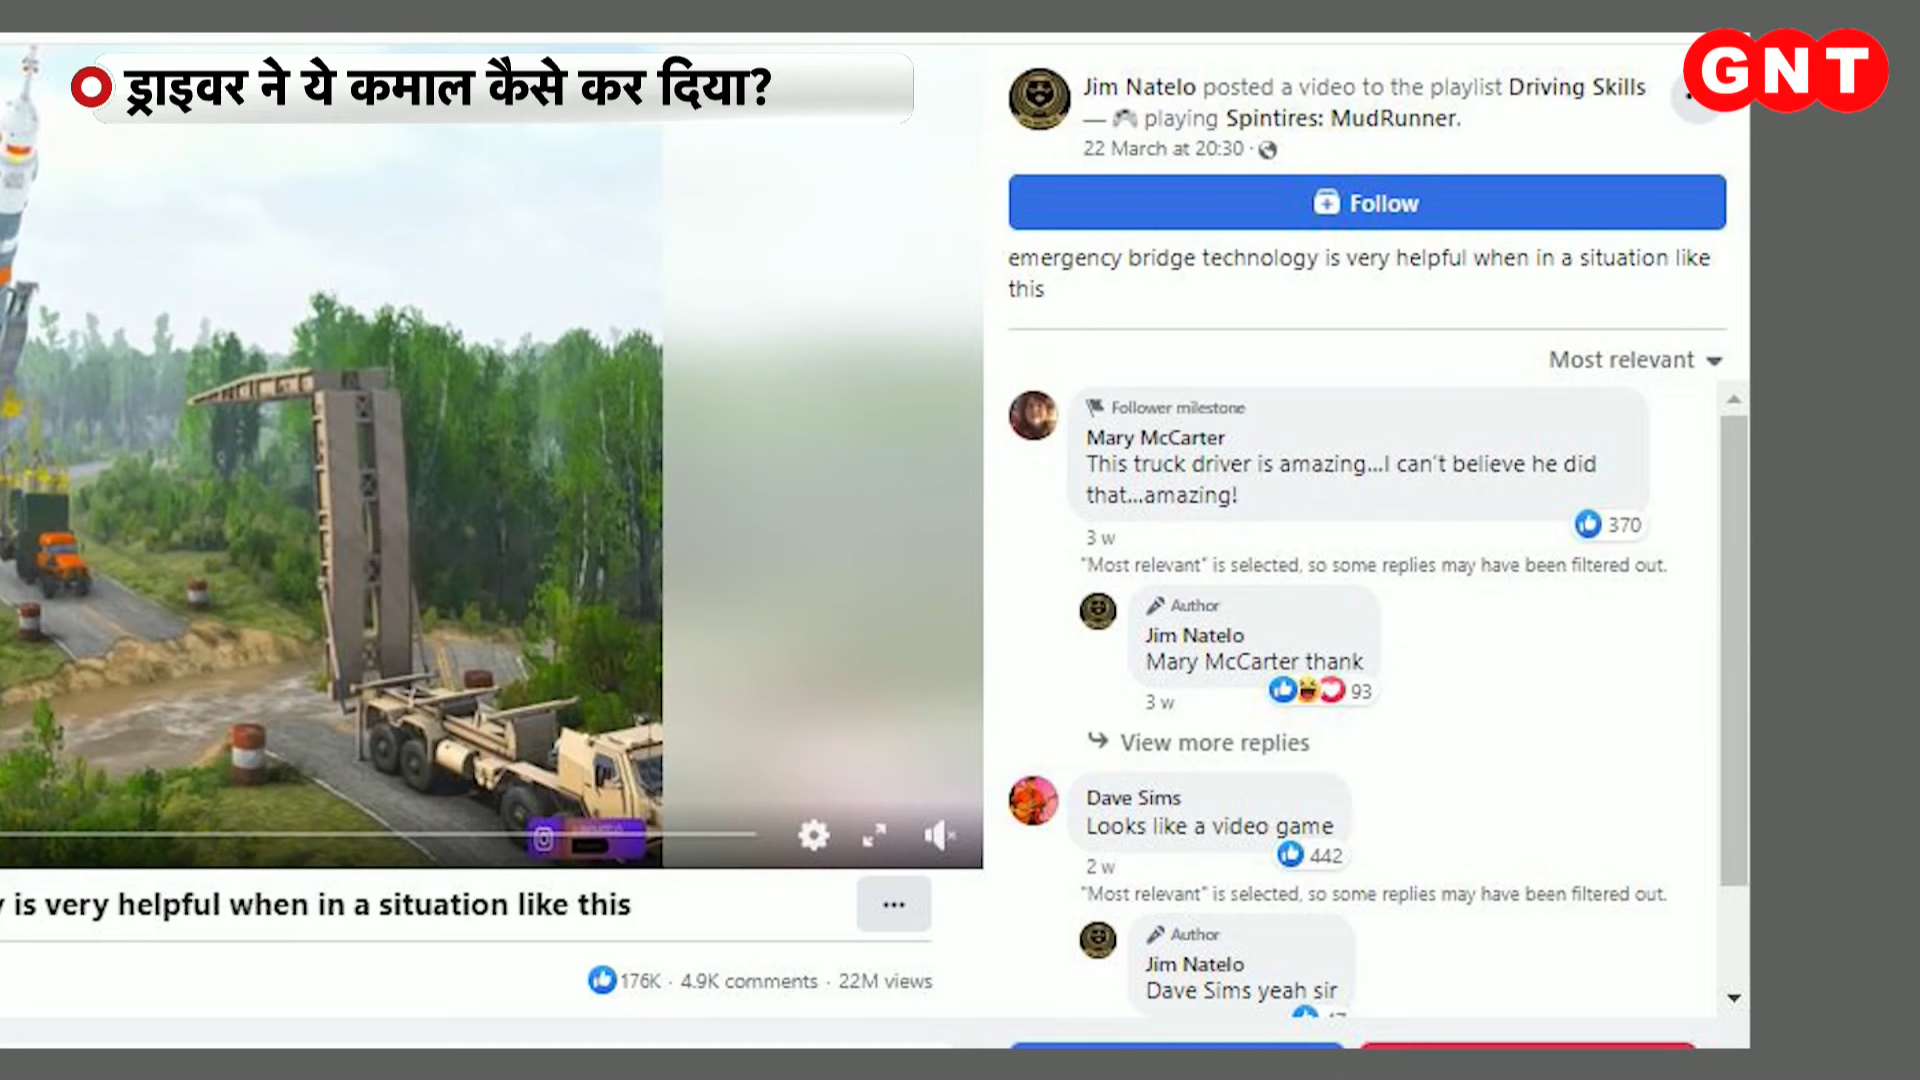 ड्राइवर ने ये कमाल कैसे कर दिया?
GNT
Jim Natelo posted a video to the playlist Driving Skills
— 🎮 playing Spintires: MudRunner.
22 March at 20:30 ·
Follow
emergency bridge technology is very helpful when in a situation like
this
Most relevant
Follower milestone
Mary McCarter
This truck driver is amazing...I can't believe he did
that...amazing!
370
3 w
"Most relevant" is selected, so some replies may have been filtered out.
Author
Jim Natelo
Mary McCarter thank
93
3 w
View more replies
Dave Sims
Looks like a video game
442
2 w
"Most relevant" is selected, so some replies may have been filtered out.
Author
Jim Natelo
Dave Sims yeah sir
is very helpful when in a situation like this
...
176K · 4.9K comments · 22M views